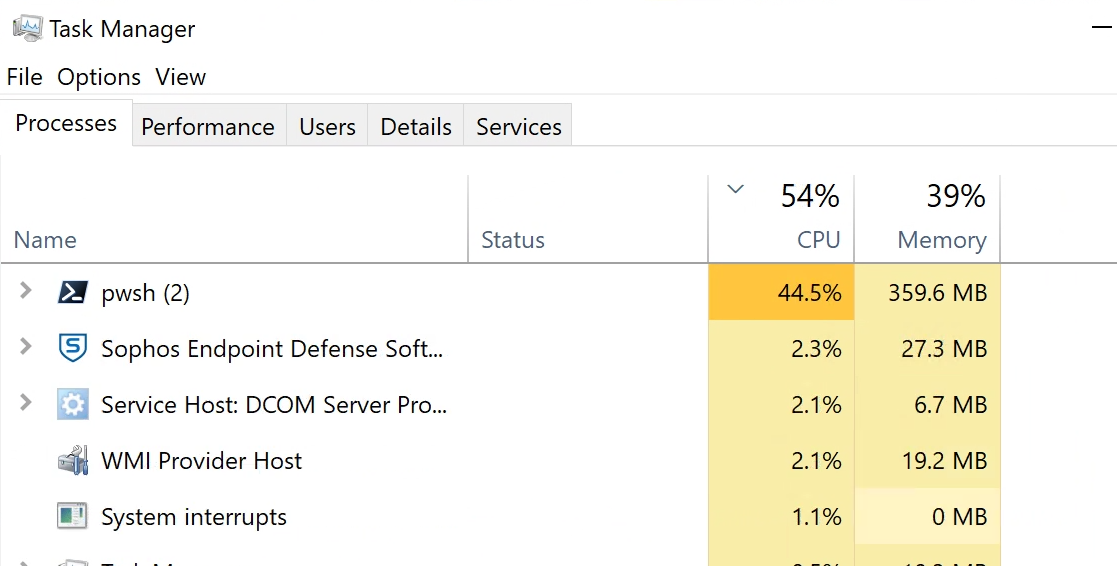 Task Manager
File Options View
Processes Performance Users Details Services
54% 39%
Name Status CPU Memory
pwsh (2) 44.5% 359.6 MB
Sophos Endpoint Defense Soft... 2.3% 27.3 MB
Service Host: DCOM Server Pro... 2.1% 6.7 MB
WMI Provider Host 2.1% 19.2 MB
System interrupts 1.1% 0 MB